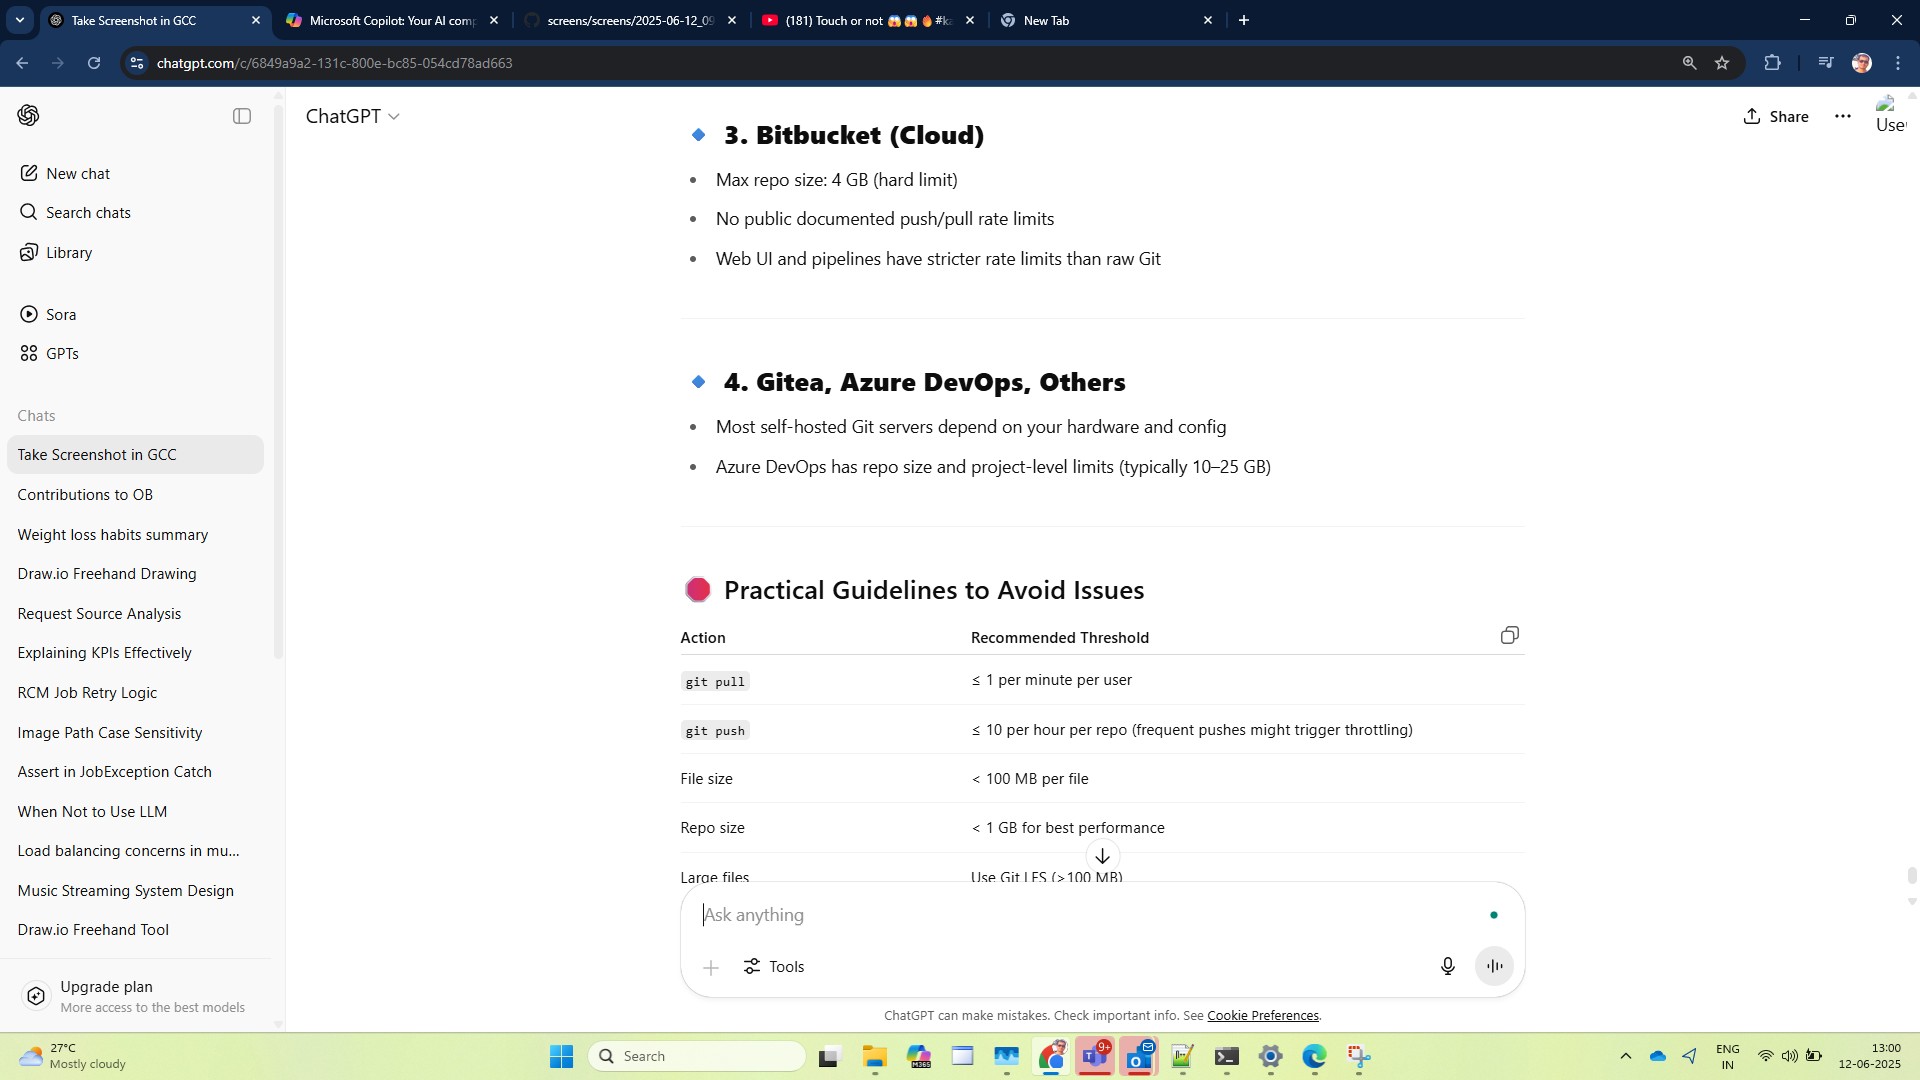 Take Screenshot in GCC
Microsoft Copilot: Your AI comp
screens/screens/2025-06-12_09
(181) Touch or not 😱😱🔥#ka
New Tab
chatgpt.com/c/6849a9a2-131c-800e-bc85-054cd78ad663
ChatGPT
Share
User
New chat
Search chats
Library
Sora
GPTs
Chats
Take Screenshot in GCC
Contributions to OB
Weight loss habits summary
Draw.io Freehand Drawing
Request Source Analysis
Explaining KPIs Effectively
RCM Job Retry Logic
Image Path Case Sensitivity
Assert in JobException Catch
When Not to Use LLM
Load balancing concerns in mu...
Music Streaming System Design
Draw.io Freehand Tool
Upgrade plan
More access to the best models
3. Bitbucket (Cloud)
• Max repo size: 4 GB (hard limit)
• No public documented push/pull rate limits
• Web UI and pipelines have stricter rate limits than raw Git
4. Gitea, Azure DevOps, Others
• Most self-hosted Git servers depend on your hardware and config
• Azure DevOps has repo size and project-level limits (typically 10–25 GB)
Practical Guidelines to Avoid Issues
Action Recommended Threshold
git pull ≤ 1 per minute per user
git push ≤ 10 per hour per repo (frequent pushes might trigger throttling)
File size < 100 MB per file
Repo size < 1 GB for best performance
Large files Use Git LFS (>100 MB)
Ask anything
Tools
ChatGPT can make mistakes. Check important info. See Cookie Preferences.
27°C
Mostly cloudy
Search
M365
9+
ENG
IN
13:00
12-06-2025